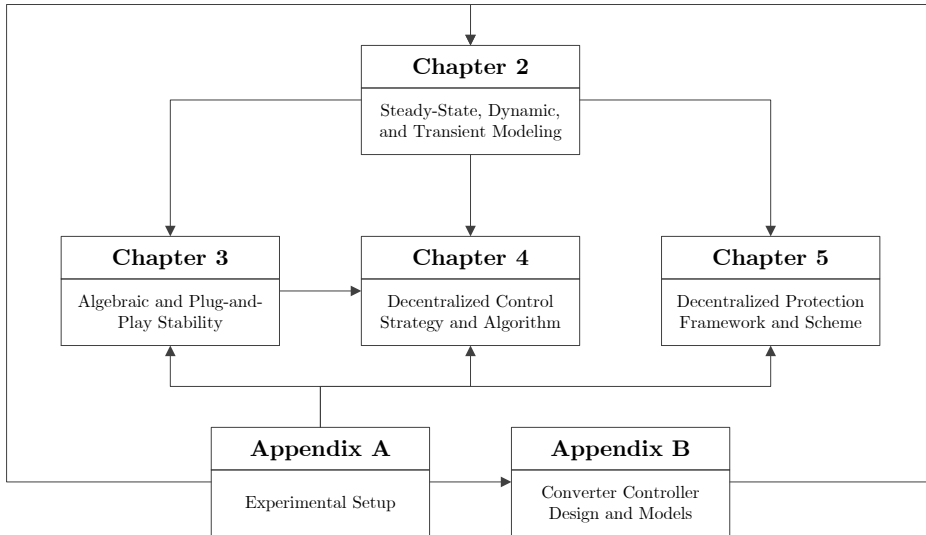 Chapter 2
Steady-State, Dynamic,
and Transient Modeling
Chapter 3
Algebraic and Plug-and-
Play Stability
Chapter 4
Decentralized Control
Strategy and Algorithm
Chapter 5
Decentralized Protection
Framework and Scheme
Appendix A
Experimental Setup
Appendix B
Converter Controller
Design and Models